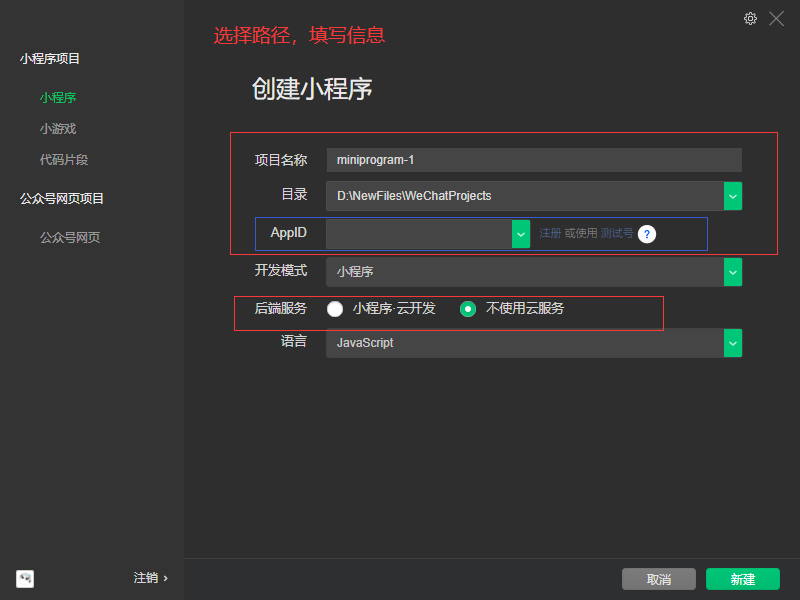 选择路径，填写信息
小程序项目
小程序
小游戏
代码片段
公众号网页项目
公众号网页
注销 ›
创建小程序
项目名称 miniprogram-1
目录 D:\NewFiles\WeChatProjects
AppID 注册 或使用 测试号 ?
开发模式 小程序
后端服务 小程序·云开发 不使用云服务
语言 JavaScript
取消 新建